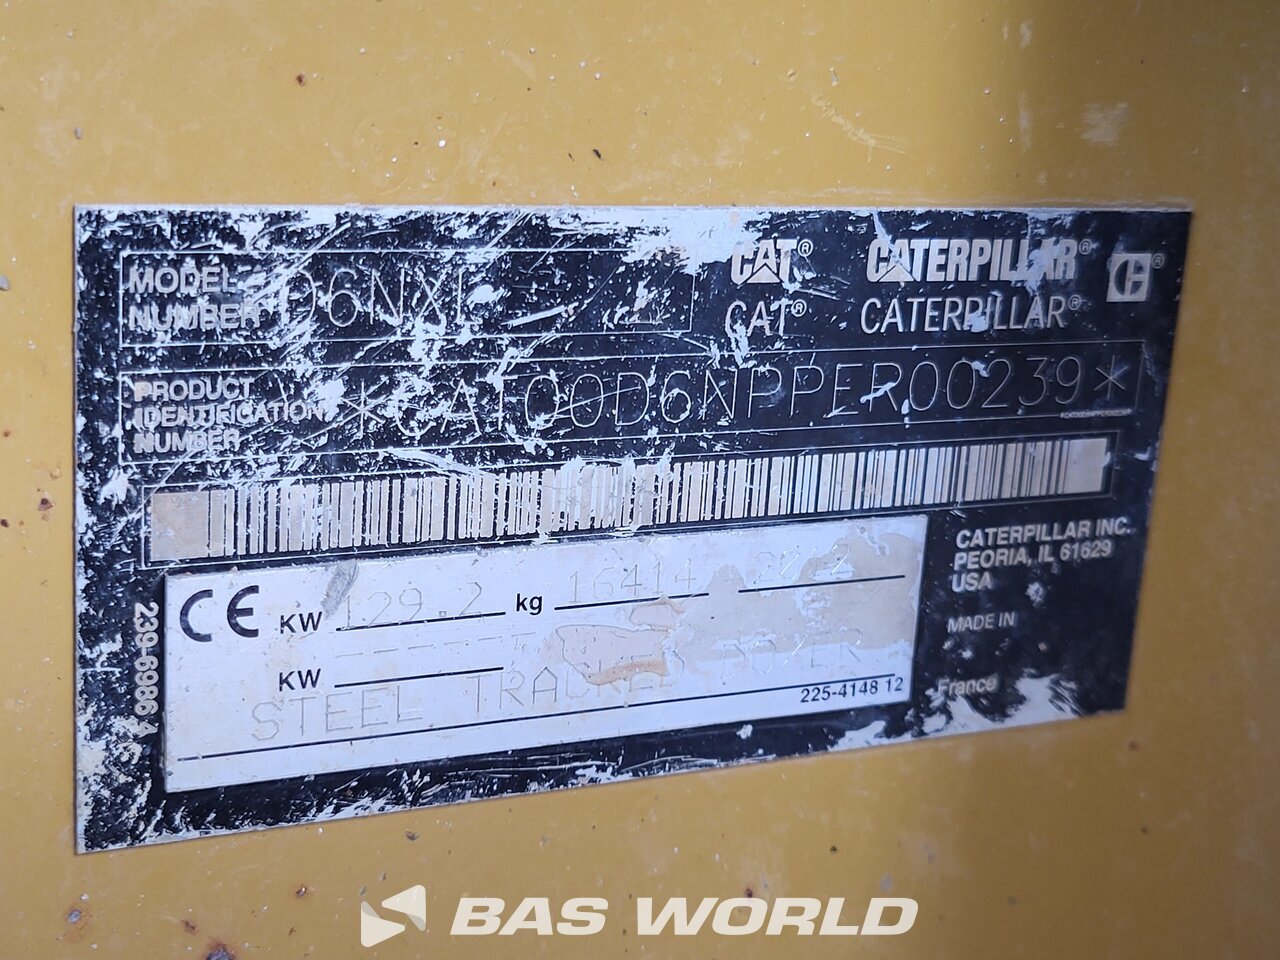 MODEL NUMBER D6NXL
CAT® CATERPILLAR®
CAT® CATERPILLAR®
PRODUCT IDENTIFICATION NUMBER *CAT00D6NPPER00239*
CE KW 129.2 kg 16414
KW
STEEL TRACKED DOZER
225-4148 12
239-6986 4
CATERPILLAR INC.
PEORIA, IL 61629
USA
MADE IN
France
BAS WORLD